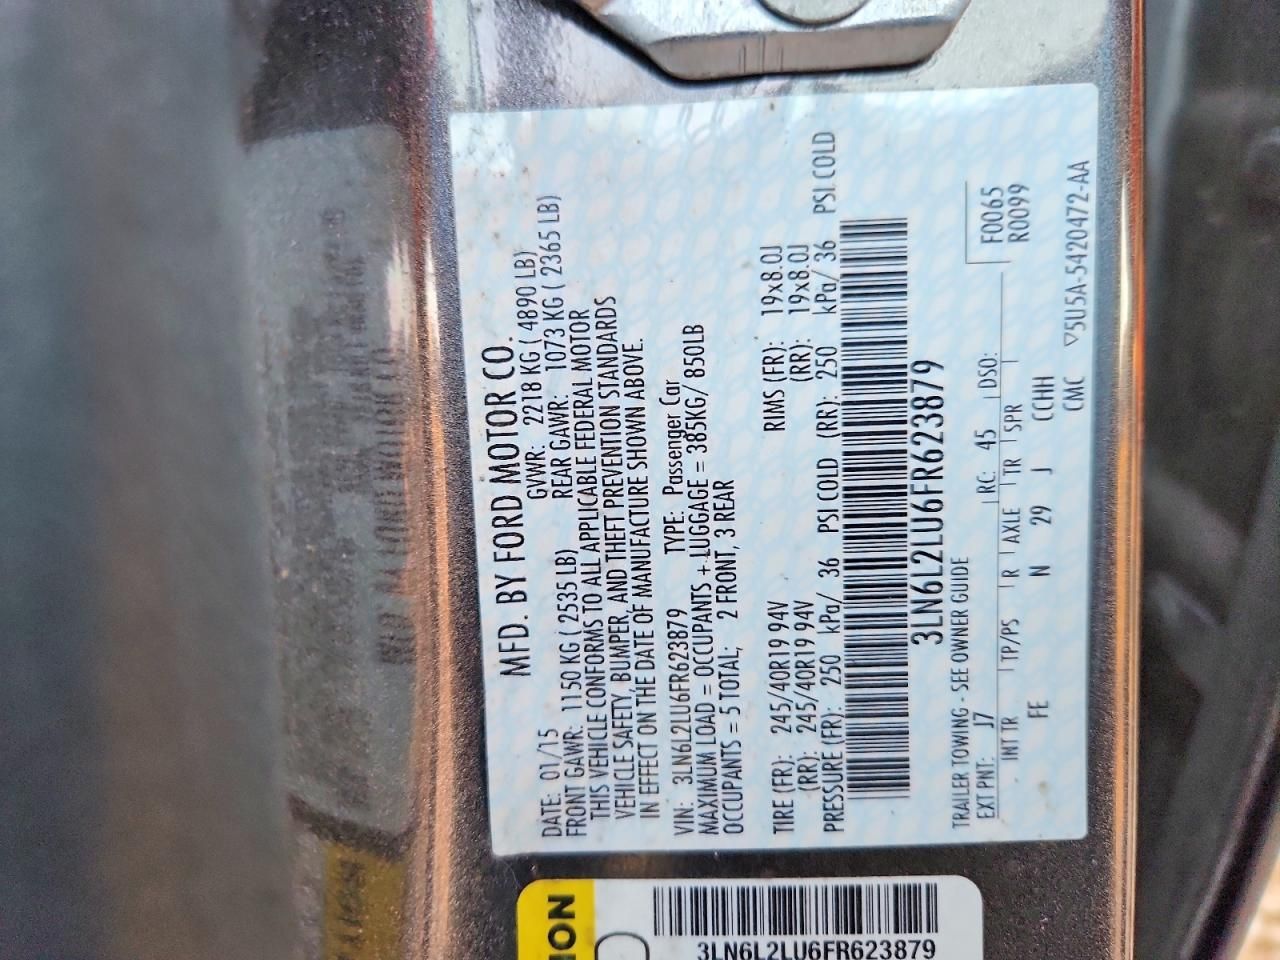 MFD. BY FORD MOTOR CO.
DATE: 01/15 GVWR: 2218 KG ( 4890 LB)
FRONT GAWR: 1150 KG ( 2535 LB) REAR GAWR: 1073 KG ( 2365 LB)
THIS VEHICLE CONFORMS TO ALL APPLICABLE FEDERAL MOTOR
VEHICLE SAFETY, BUMPER, AND THEFT PREVENTION STANDARDS
IN EFFECT ON THE DATE OF MANUFACTURE SHOWN ABOVE.
VIN: 3LN6L2LU6FR623879 TYPE: Passenger Car
MAXIMUM LOAD = OCCUPANTS + LUGGAGE = 385KG/ 850LB
OCCUPANTS = 5 TOTAL; 2 FRONT, 3 REAR
TIRE (FR): 245/40R19 94V RIMS (FR): 19x8.0J
(RR): 245/40R19 94V (RR): 19x8.0J
PRESSURE (FR): 250 kPa/ 36 PSI COLD (RR): 250 kPa/ 36 PSI COLD
3LN6L2LU6FR623879
TRAILER TOWING - SEE OWNER GUIDE
EXT PNT: J7 RC: 45 DSO: F0065
R0099
INT TR TP/PS R AXLE TR SPR
FE N 29 J CCHH
CMC ▽5U5A-5420472-AA
ION
3LN6L2LU6FR623879